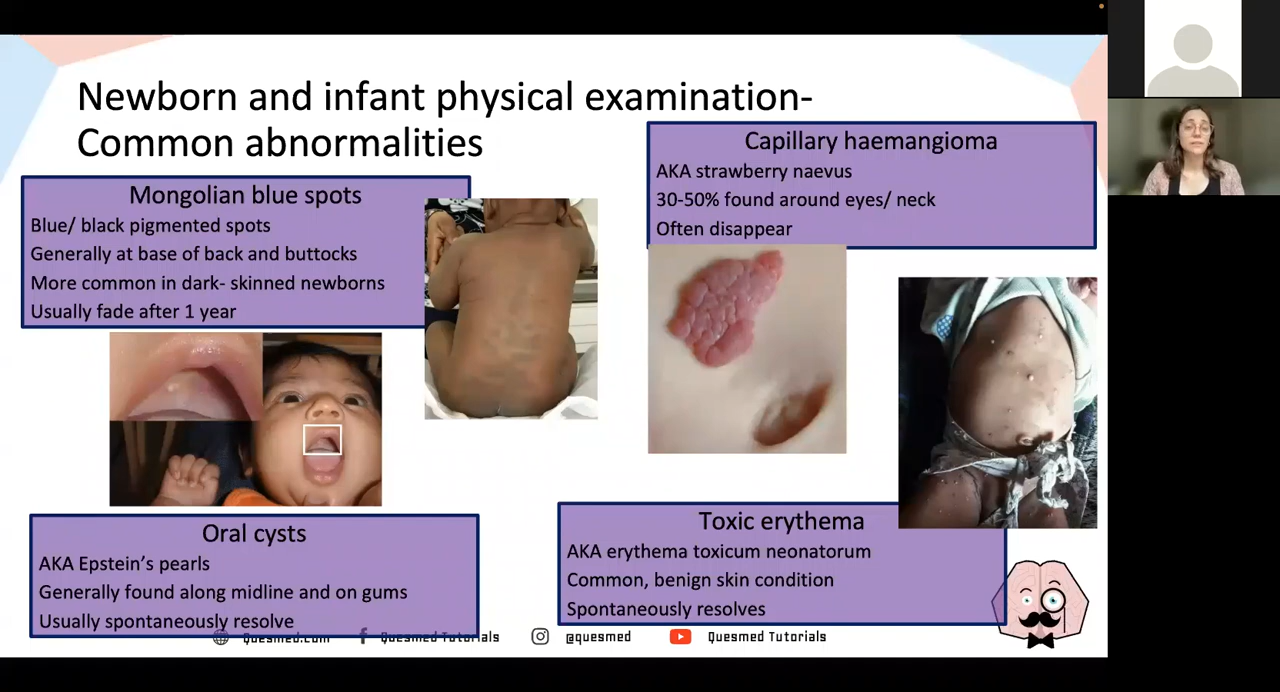 Newborn and infant physical examination-
Common abnormalities
Mongolian blue spots
Blue/ black pigmented spots
Generally at base of back and buttocks
More common in dark- skinned newborns
Usually fade after 1 year
Capillary haemangioma
AKA strawberry naevus
30-50% found around eyes/ neck
Often disappear
Oral cysts
AKA Epstein's pearls
Generally found along midline and on gums
Usually spontaneously resolve
Toxic erythema
AKA erythema toxicum neonatorum
Common, benign skin condition
Spontaneously resolves
Quesmed.com
Quesmed Tutorials
@quesmed
Quesmed Tutorials